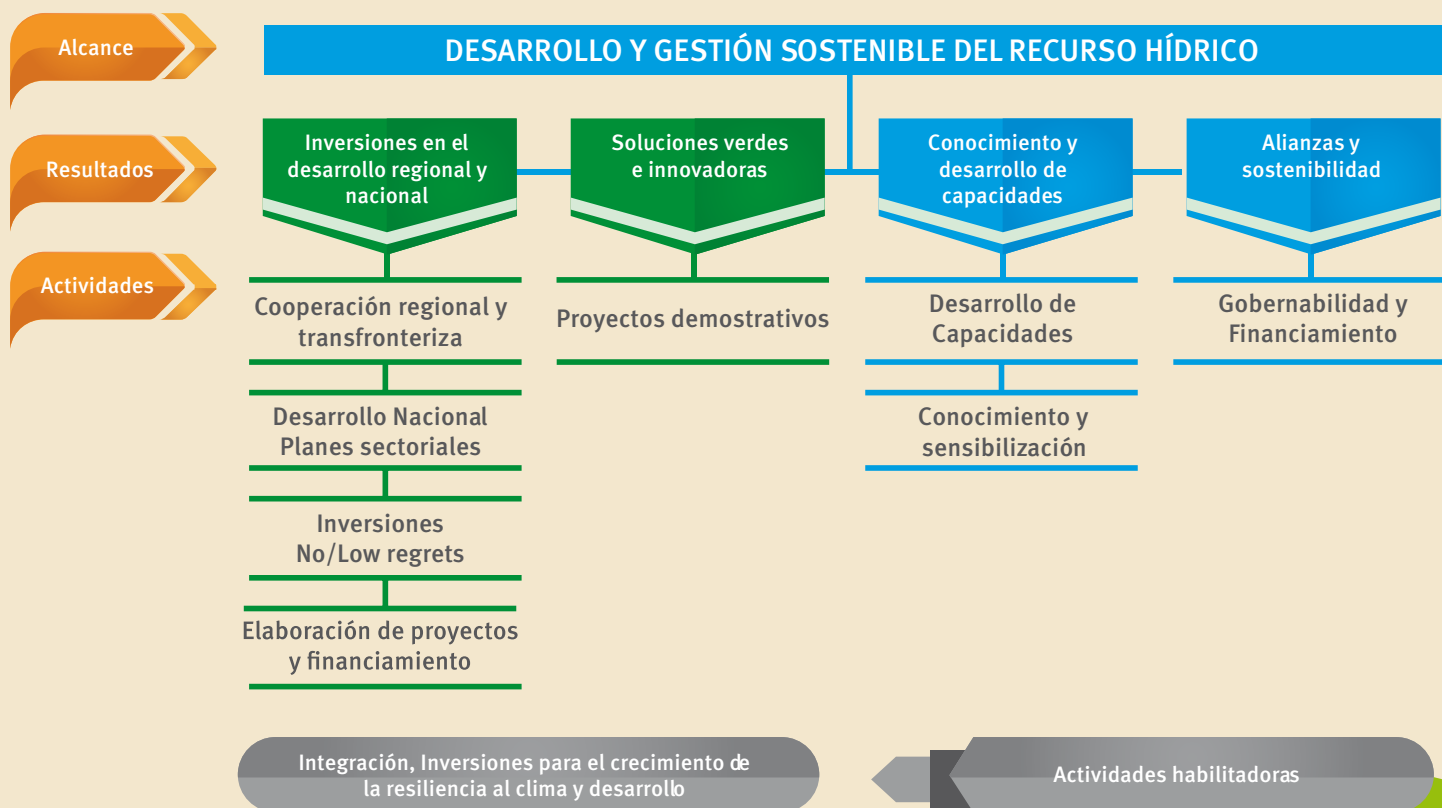 Alcance
DESARROLLO Y GESTIÓN SOSTENIBLE DEL RECURSO HÍDRICO
Resultados
Inversiones en el
desarrollo regional y
nacional
Soluciones verdes
e innovadoras
Conocimiento y
desarrollo de
capacidades
Alianzas y
sostenibilidad
Actividades
Cooperación regional y
transfronteriza
Desarrollo Nacional
Planes sectoriales
Inversiones
No/Low regrets
Elaboración de proyectos
y financiamiento
Proyectos demostrativos
Desarrollo de
Capacidades
Conocimiento y
sensibilización
Gobernabilidad y
Financiamiento
Integración, Inversiones para el crecimiento de
la resiliencia al clima y desarrollo
Actividades habilitadoras